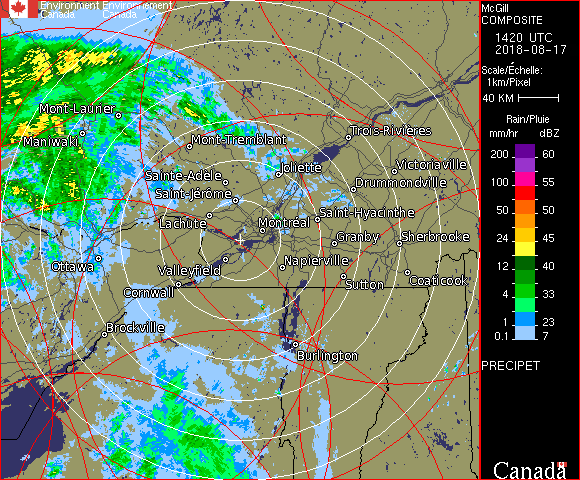 Environment Environnement
Canada Canada
McGill
COMPOSITE
1420 UTC
2018-08-17
Scale/Échelle:
1km/Pixel
40 KM
Rain/Pluie
mm/hr dBZ
200 60
100 55
50 50
24 45
12 40
4 33
1 23
0.1 7
PRECIPET
Canada
Mont-Laurier
Maniwaki
Mont-Tremblant
Trois-Rivières
Joliette
Victoriaville
Sainte-Adèle
Saint-Jérôme
Drummondville
Lachute
Montréal
Saint-Hyacinthe
Granby
Sherbrooke
Ottawa
Valleyfield
Napierville
Sutton
Coaticook
Cornwall
Brockville
Burlington